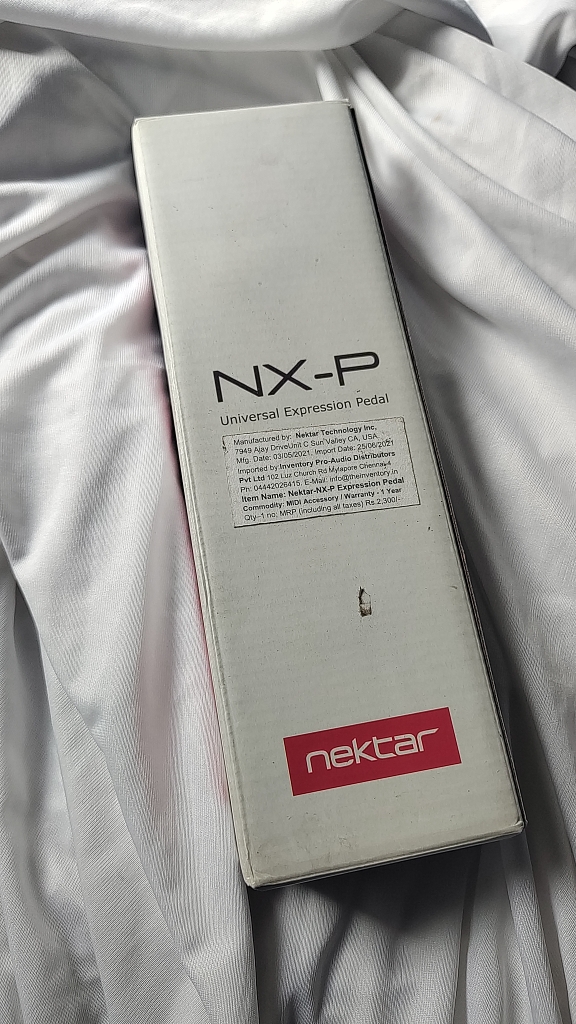 NX-P
Universal Expression Pedal
Manufactured by: Nektar Technology Inc,
7949 Ajay DriveUnit C Sun Valley CA, USA
Mfg. Date: 03/05/2021, Import Date: 25/06/2021
Imported by:Inventory Pro-Audio Distributors
Pvt Ltd 102 Luz Church Rd Mylapore Chennay-4
Ph: 04442026415, E-Mail: info@theinventory.in
Item Name: Nektar-NX-P Expression Pedal
Commodity: MIDI Accessory / Warranty - 1 Year
Qty-1 no, MRP (including all taxes) Rs.2,300/-
nektar